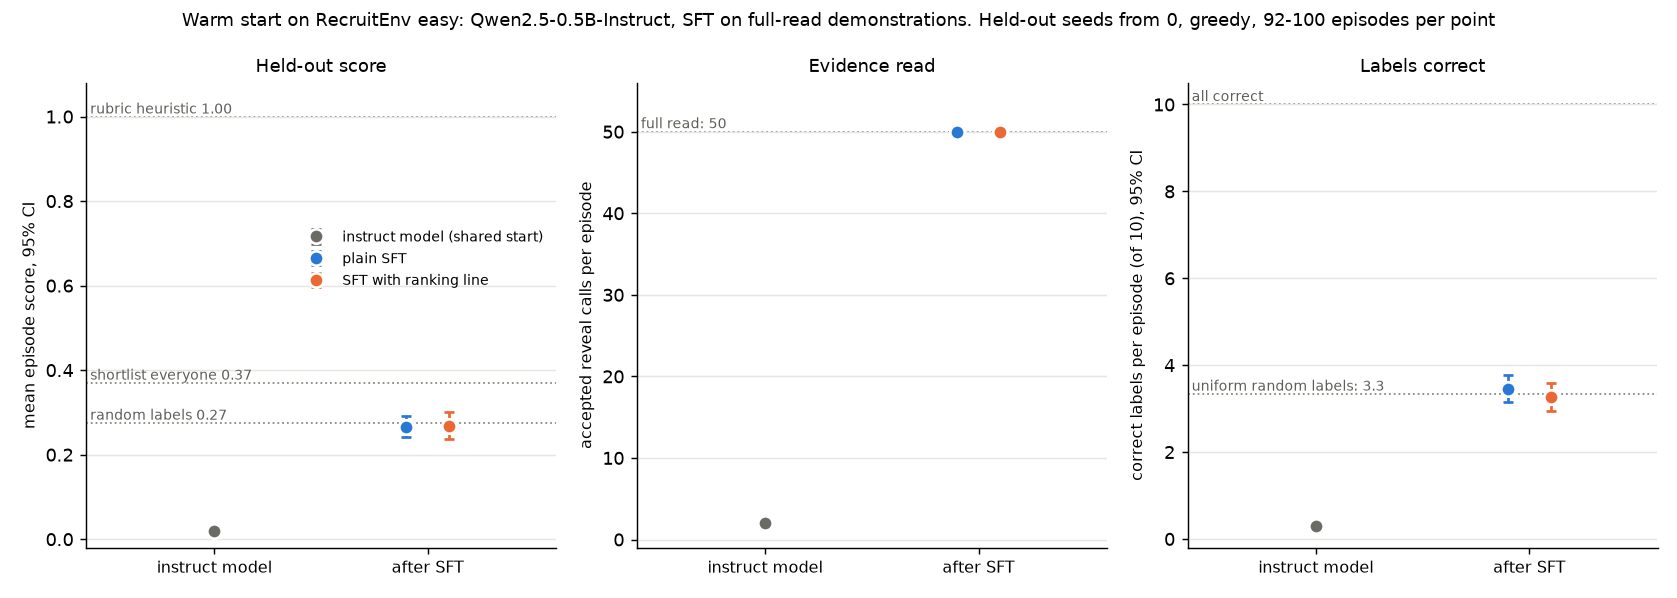 Warm start on RecruitEnv easy: Qwen2.5-0.5B-Instruct, SFT on full-read demonstrations. Held-out seeds from 0, greedy, 92-100 episodes per point
Held-out score
mean episode score, 95% CI
1.0
0.8
0.6
0.4
0.2
0.0
rubric heuristic 1.00
instruct model (shared start)
plain SFT
SFT with ranking line
shortlist everyone 0.37
random labels 0.27
instruct model
after SFT
Evidence read
accepted reveal calls per episode
50
40
30
20
10
0
full read: 50
instruct model
after SFT
Labels correct
correct labels per episode (of 10), 95% CI
10
8
6
4
2
0
all correct
uniform random labels: 3.3
instruct model
after SFT